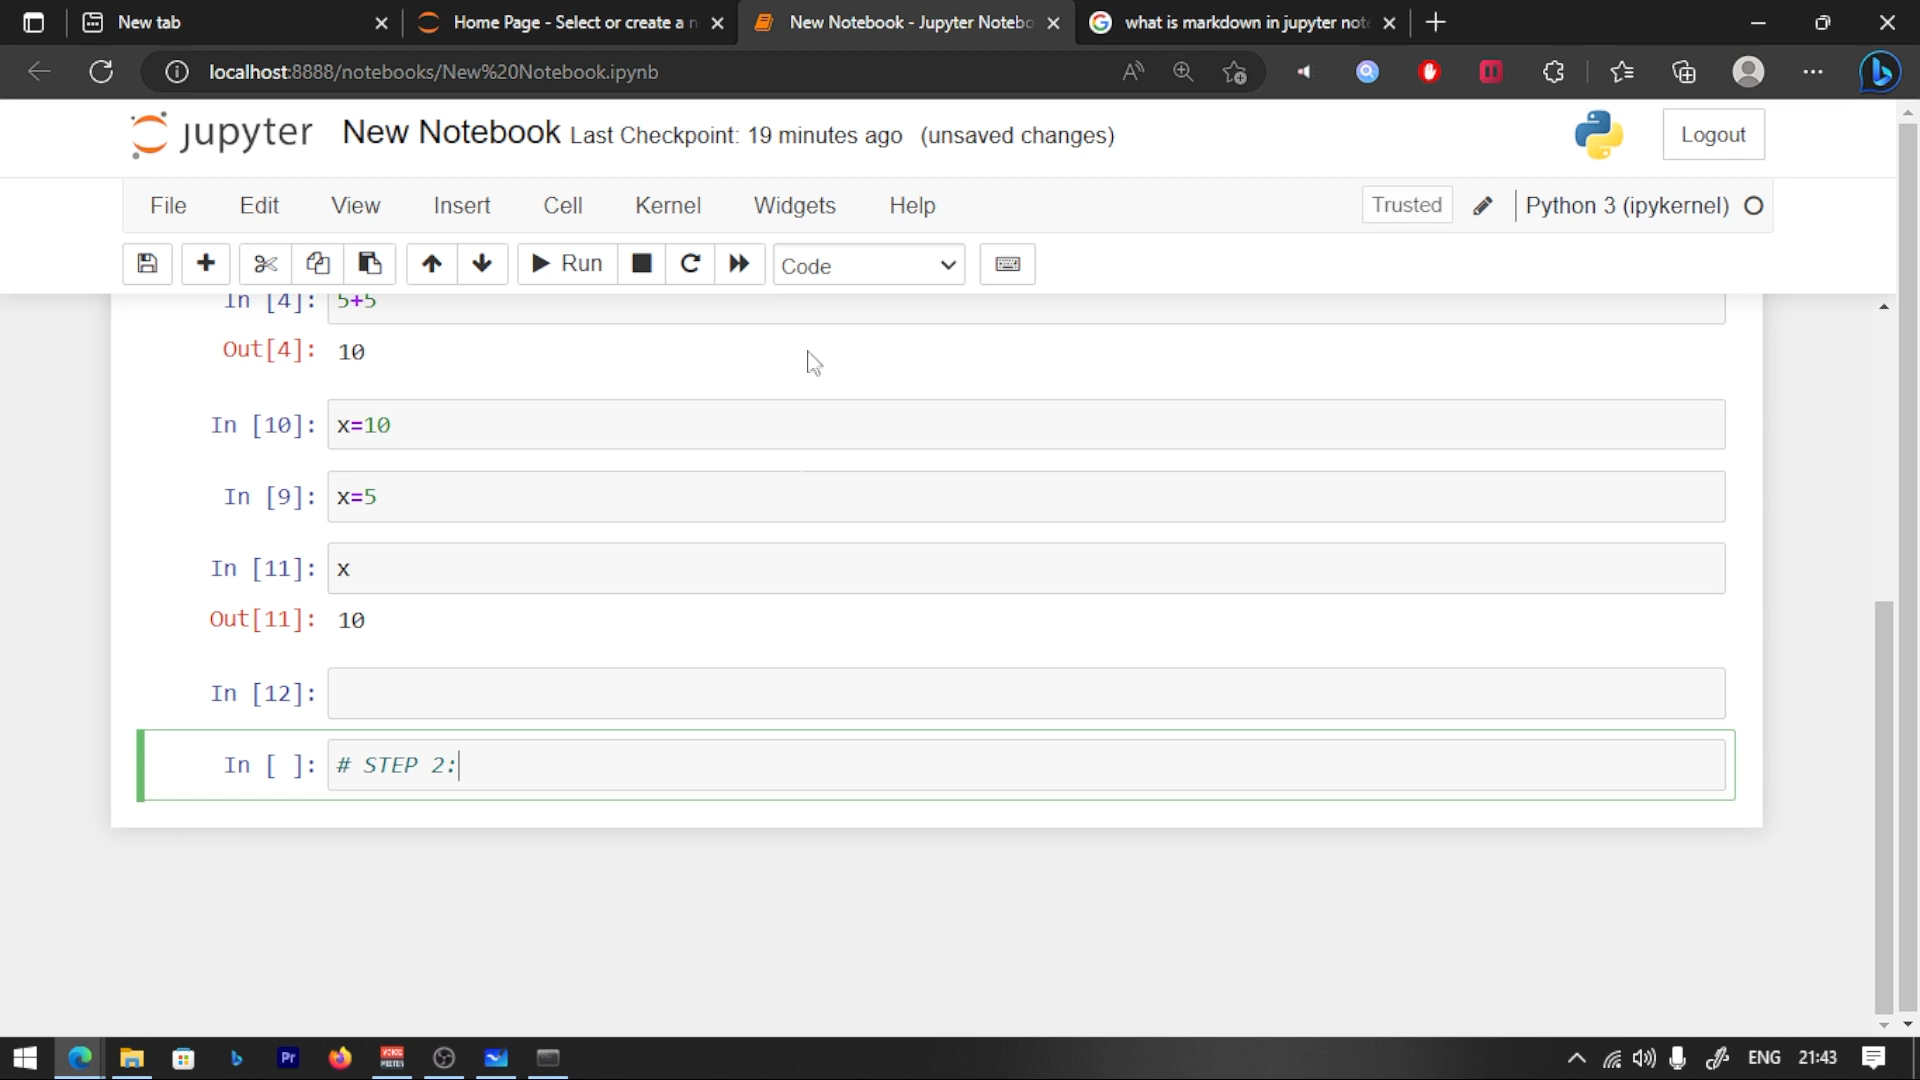 New tab
Home Page - Select or create a n
New Notebook - Jupyter Notebo
what is markdown in jupyter not
localhost:8888/notebooks/New%20Notebook.ipynb
jupyter New Notebook Last Checkpoint: 19 minutes ago (unsaved changes)
Logout
File Edit View Insert Cell Kernel Widgets Help
Trusted
Python 3 (ipykernel)
Run
Code
In [4]: 5+5
Out[4]: 10
In [10]: x=10
In [9]: x=5
In [11]: x
Out[11]: 10
In [12]:
In [ ]: # STEP 2:
Pr
ENG 21:43